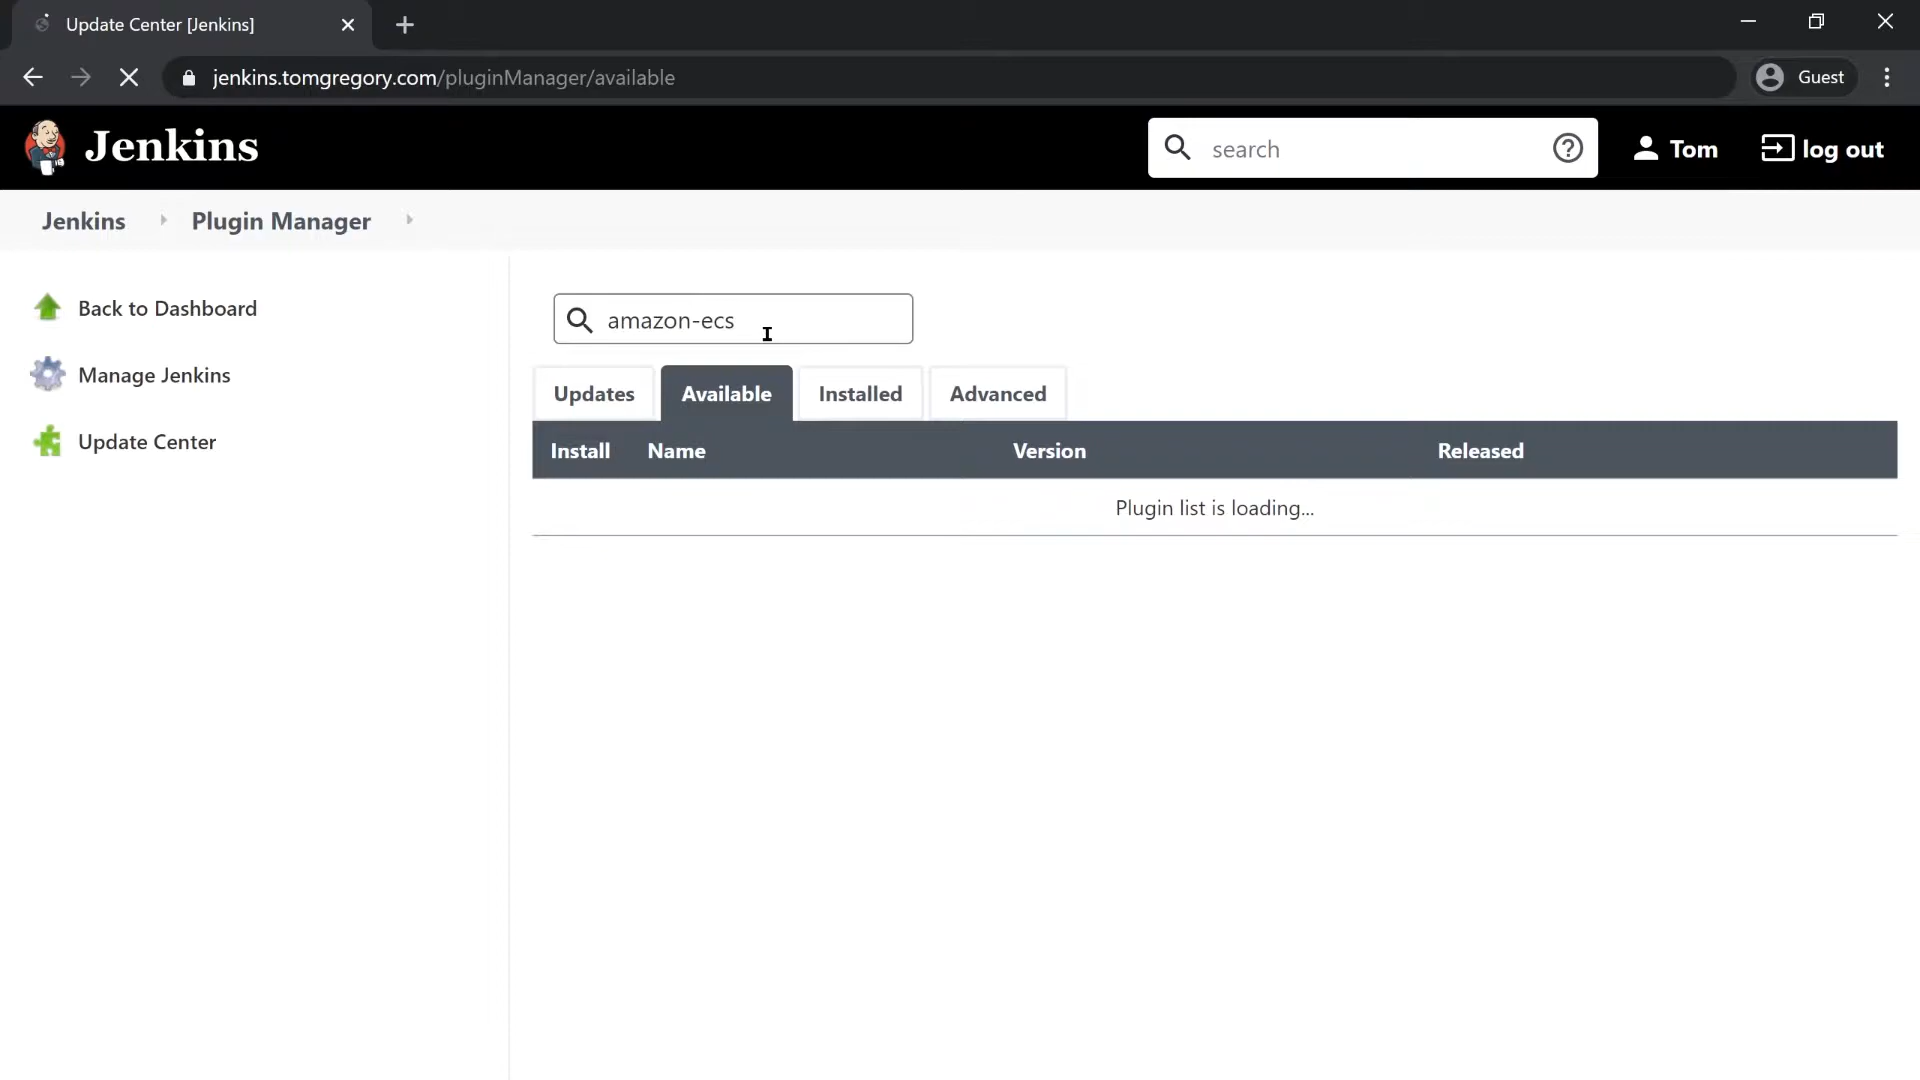 Update Center [Jenkins]
jenkins.tomgregory.com/pluginManager/available
Guest
Jenkins
search
Tom
log out
Jenkins Plugin Manager
Back to Dashboard
Manage Jenkins
Update Center
amazon-ecs
Updates Available Installed Advanced
Install Name Version Released
Plugin list is loading...